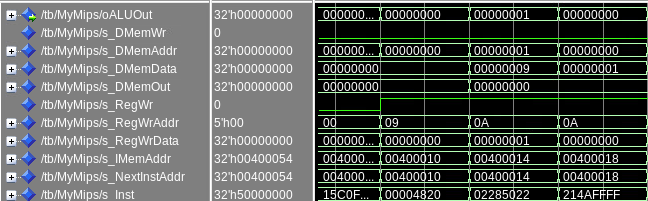 /tb/MyMips/oALUOut 32'h00000000 000000... 00000000 00000001 00000000
/tb/MyMips/s_DMemWr 0
/tb/MyMips/s_DMemAddr 32'h00000000 000000... 00000000 00000001 00000000
/tb/MyMips/s_DMemData 32'h00000000 00000000 00000009 00000001
/tb/MyMips/s_DMemOut 32'h00000000 00000000 00000000
/tb/MyMips/s_RegWr 0
/tb/MyMips/s_RegWrAddr 5'h00 00 09 0A 0A
/tb/MyMips/s_RegWrData 32'h00000000 000000... 00000000 00000001 00000000
/tb/MyMips/s_IMemAddr 32'h00400054 004000... 00400010 00400014 00400018
/tb/MyMips/s_NextInstAddr 32'h00400054 004000... 00400010 00400014 00400018
/tb/MyMips/s_Inst 32'h50000000 15C0F... 00004820 02285022 214AFFFF